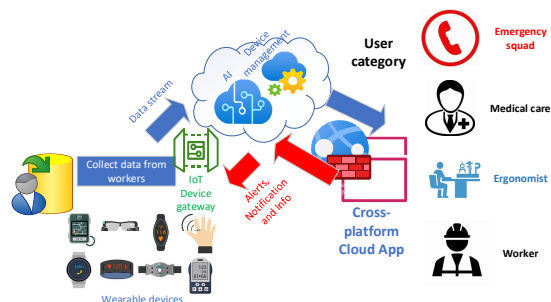 User
category
Emergency
squad
AI
Device
management
Data stream
Medical care
Collect data from
workers
IoT
Device
gateway
Alerts,
Notification
and Info
Ergonomist
Cross-
platform
Cloud App
Worker
Wearable devices